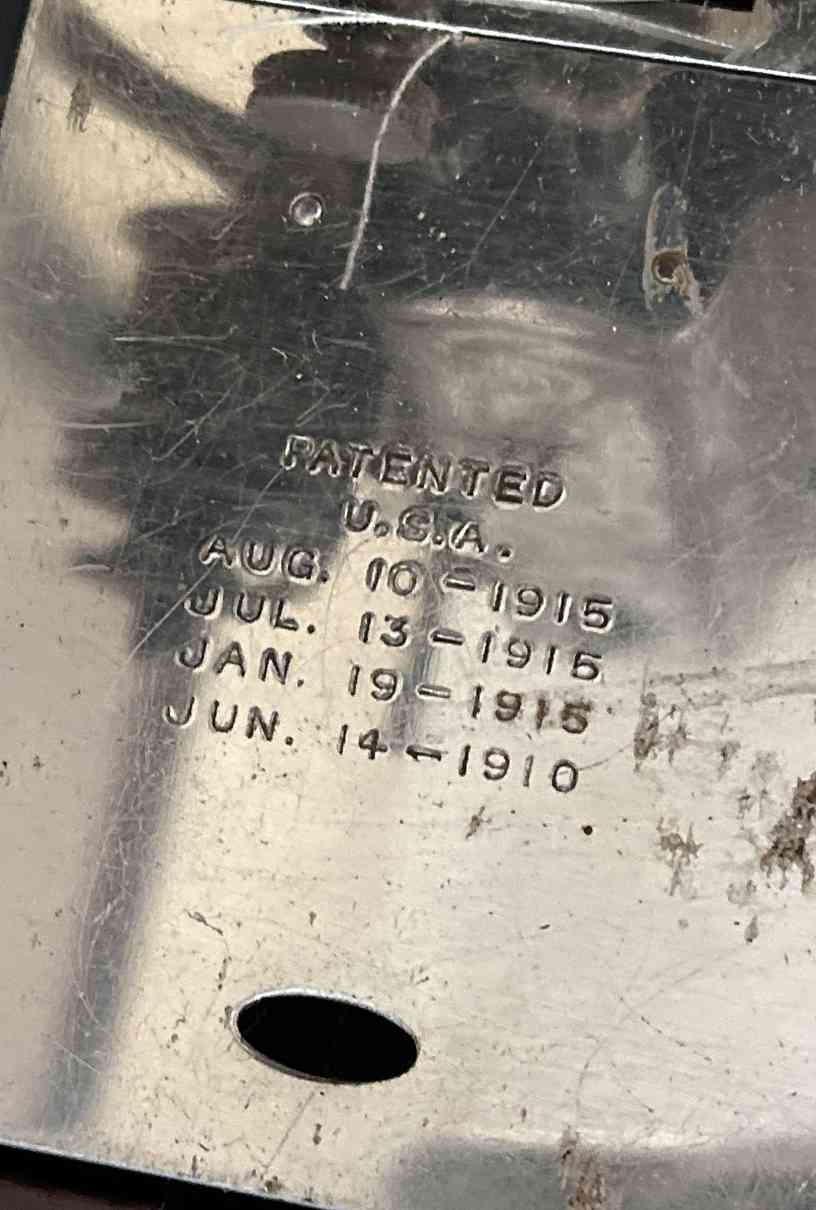 PATENTED
U.S.A.
AUG. 10-1915
JUL. 13-1915
JAN. 19-1915
JUN. 14-1910